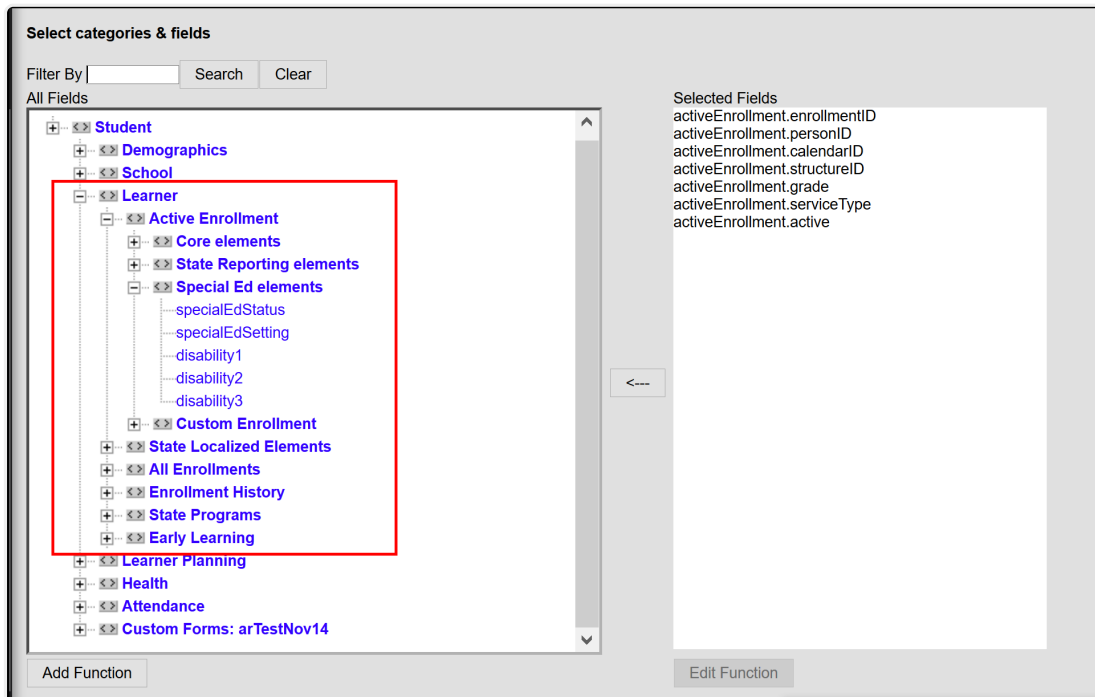 Select categories & fields
Filter By
Search
Clear
All Fields
Student
Demographics
School
Learner
Active Enrollment
Core elements
State Reporting elements
Special Ed elements
specialEdStatus
specialEdSetting
disability1
disability2
disability3
Custom Enrollment
State Localized Elements
All Enrollments
Enrollment History
State Programs
Early Learning
Learner Planning
Health
Attendance
Custom Forms: arTestNov14
Add Function
<---
Selected Fields
activeEnrollment.enrollmentID
activeEnrollment.personID
activeEnrollment.calendarID
activeEnrollment.structureID
activeEnrollment.grade
activeEnrollment.serviceType
activeEnrollment.active
Edit Function